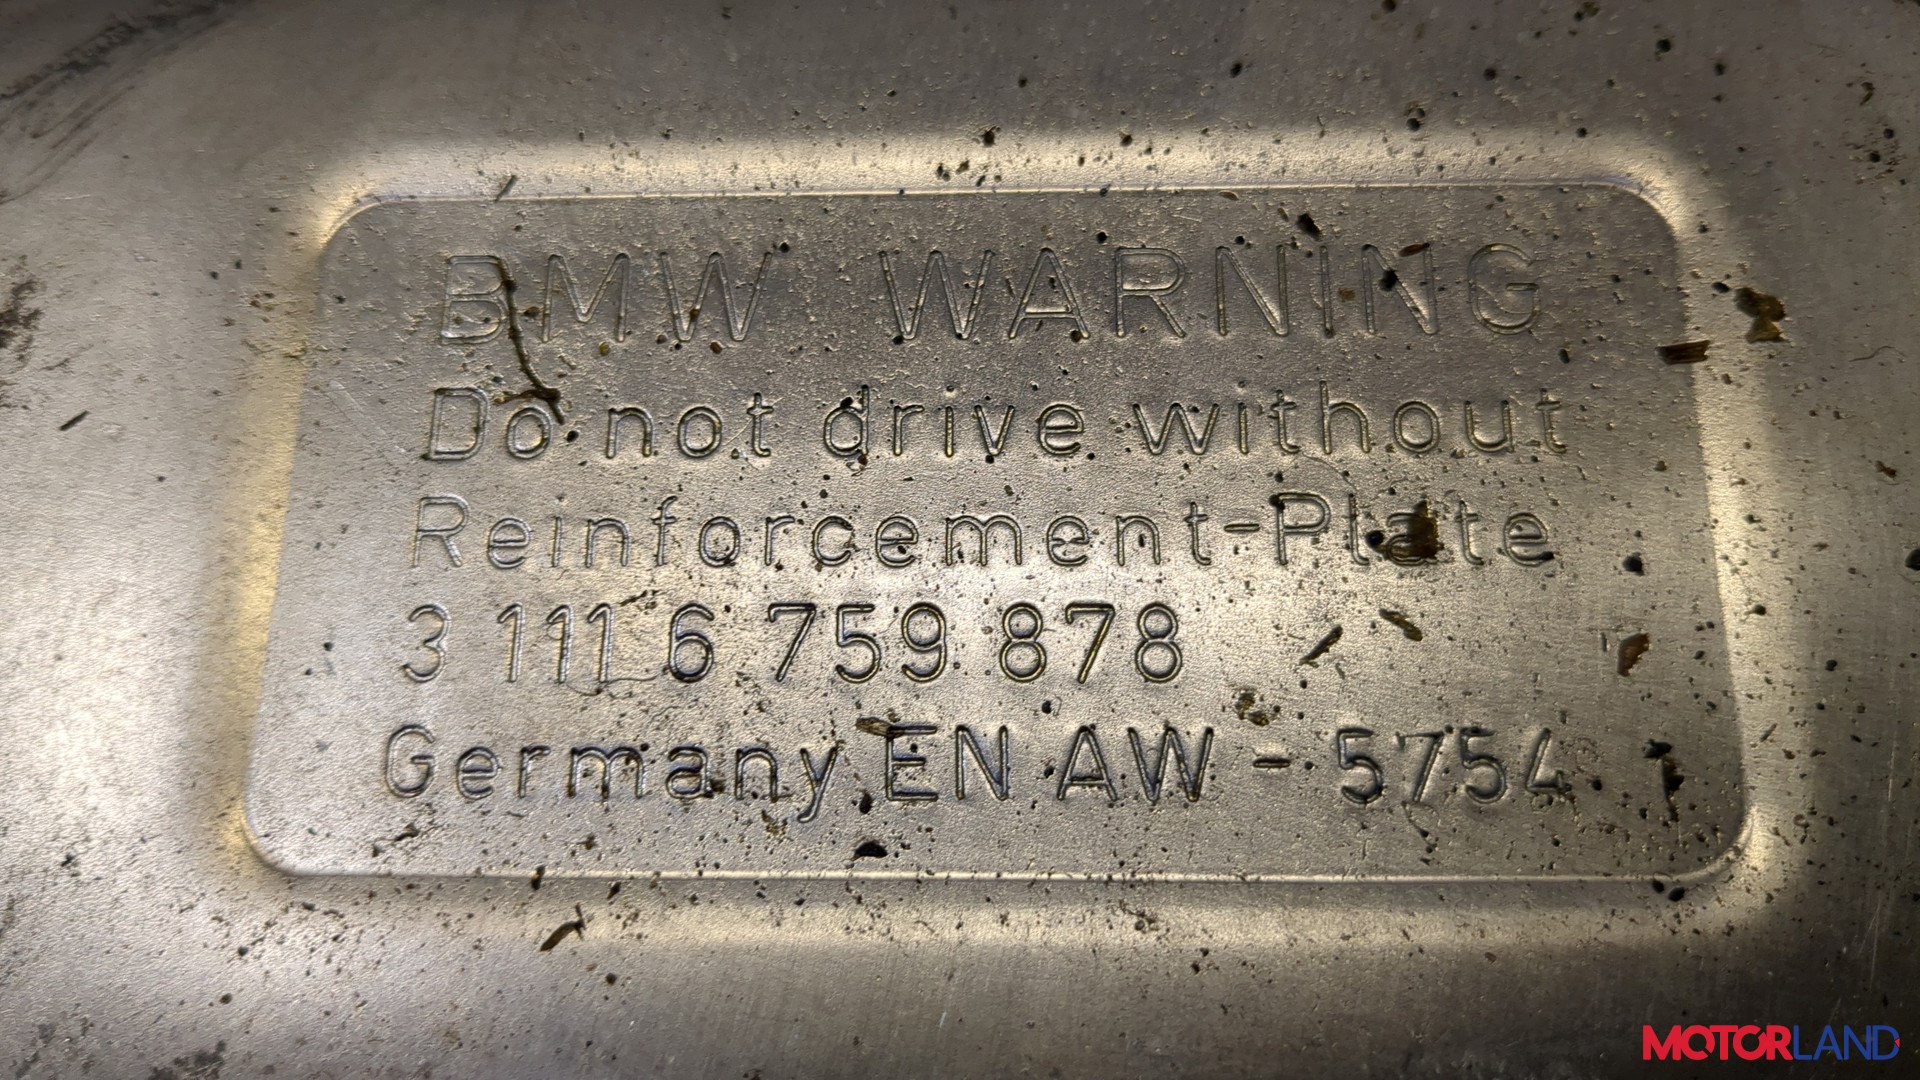 BMW WARNING
Do not drive without
Reinforcement-Plate
3 111 6 759 878
Germany EN AW - 5754
MOTORLAND